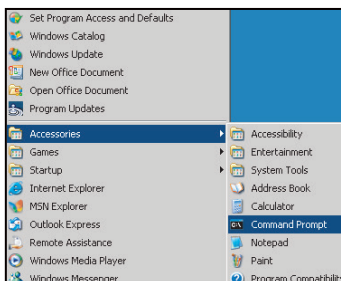 Set Program Access and Defaults
Windows Catalog
Windows Update
New Office Document
Open Office Document
Program Updates
Accessories
Games
Startup
Internet Explorer
MSN Explorer
Outlook Express
Remote Assistance
Windows Media Player
Windows Messenger
Accessibility
Entertainment
System Tools
Address Book
Calculator
Command Prompt
Notepad
Paint
Program Compatibility